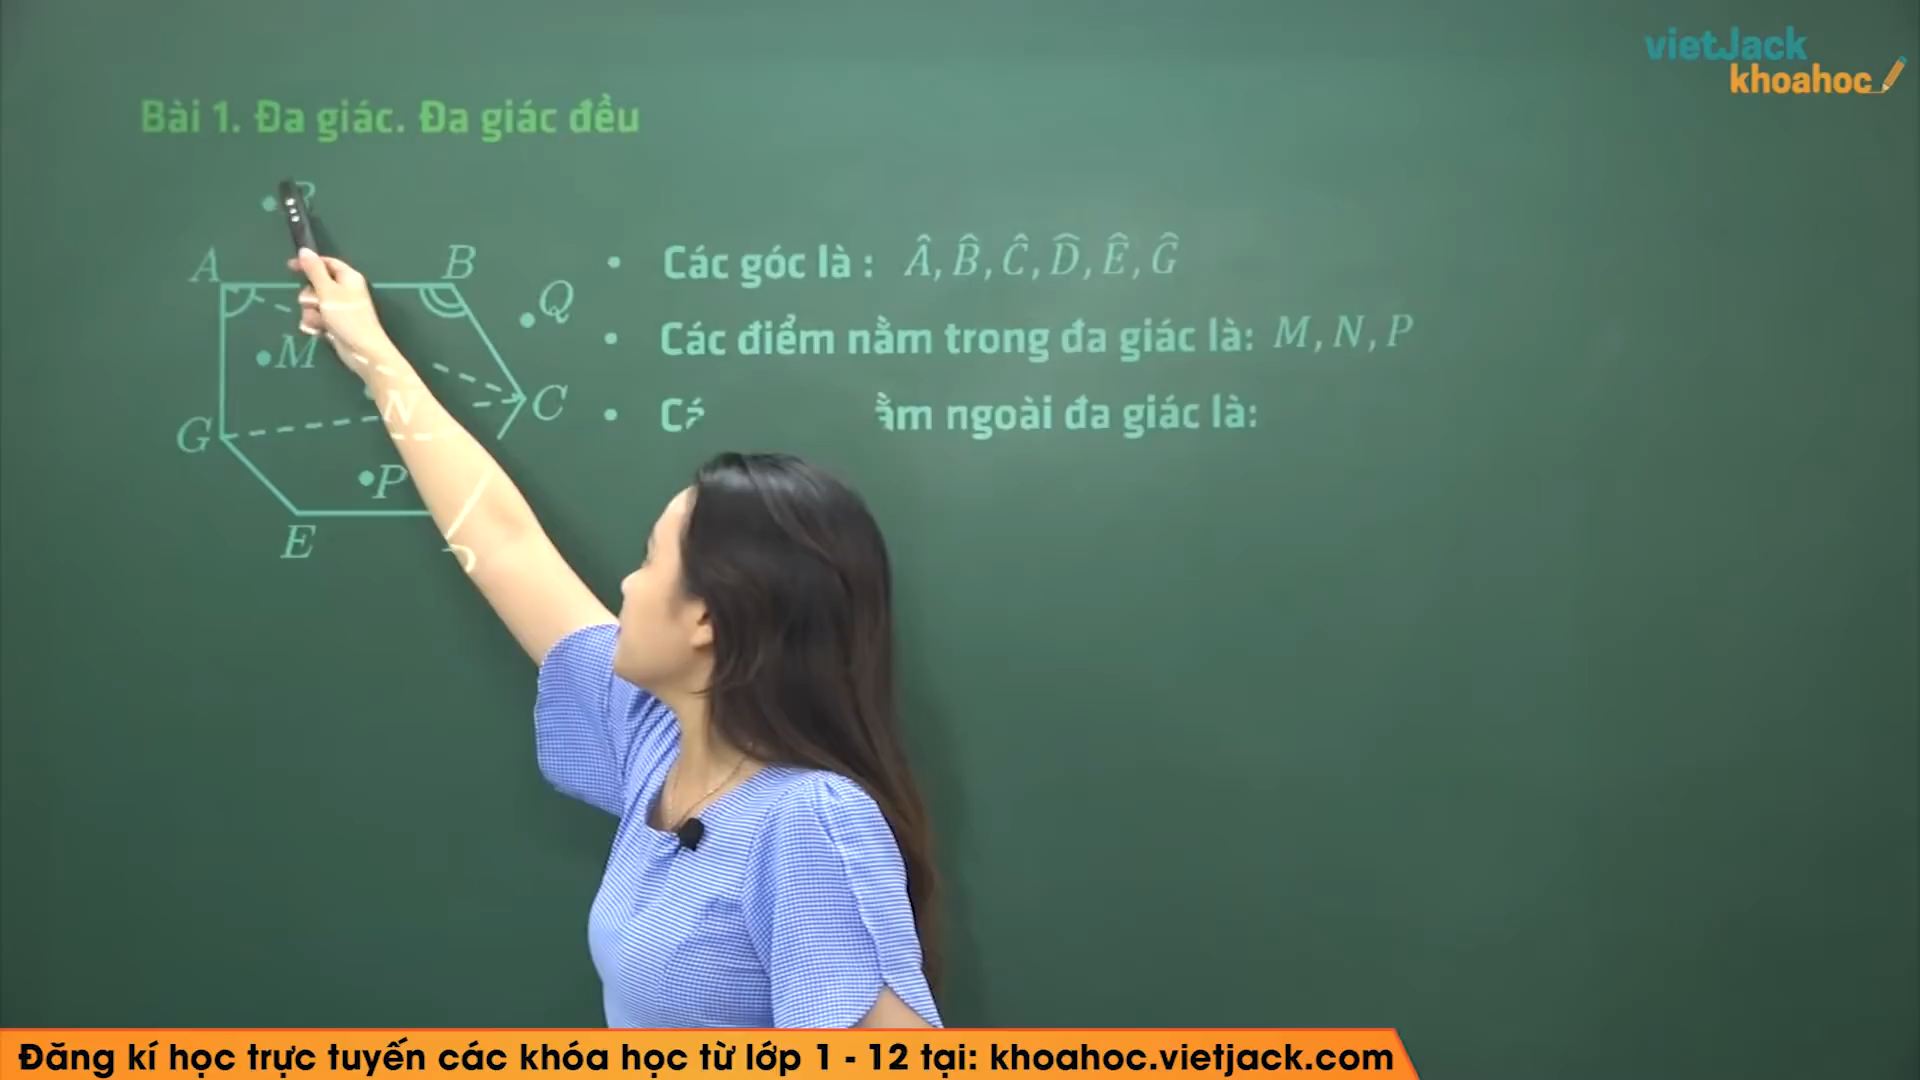 vietJack
khoahoc
Bài 1. Đa giác. Đa giác đều
A
B
Q
M
N
C
G
P
E
• Các góc là : Â, B̂, Ĉ, D̂, Ê, Ĝ
• Các điểm nằm trong đa giác là: M, N, P
• ngoài đa giác là:
Đăng kí học trực tuyến các khóa học từ lớp 1 - 12 tại: khoahoc.vietjack.com